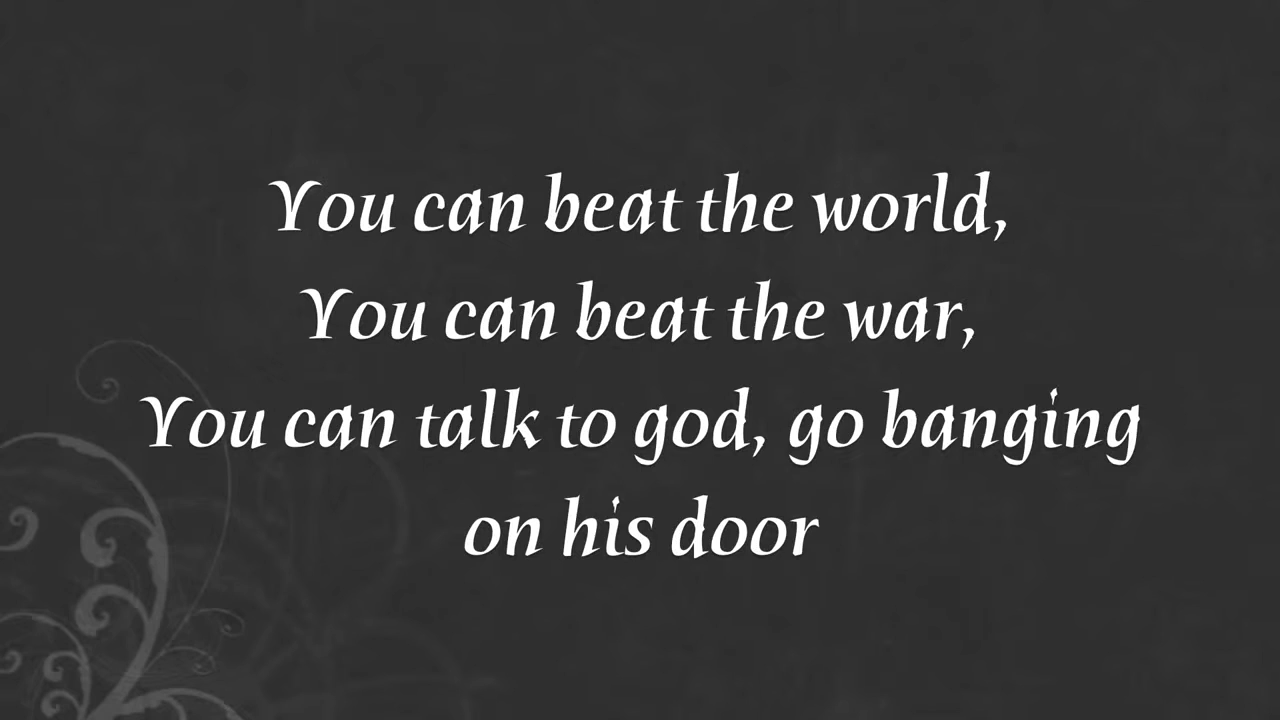 You can beat the world,
You can beat the war,
You can talk to god, go banging
on his door